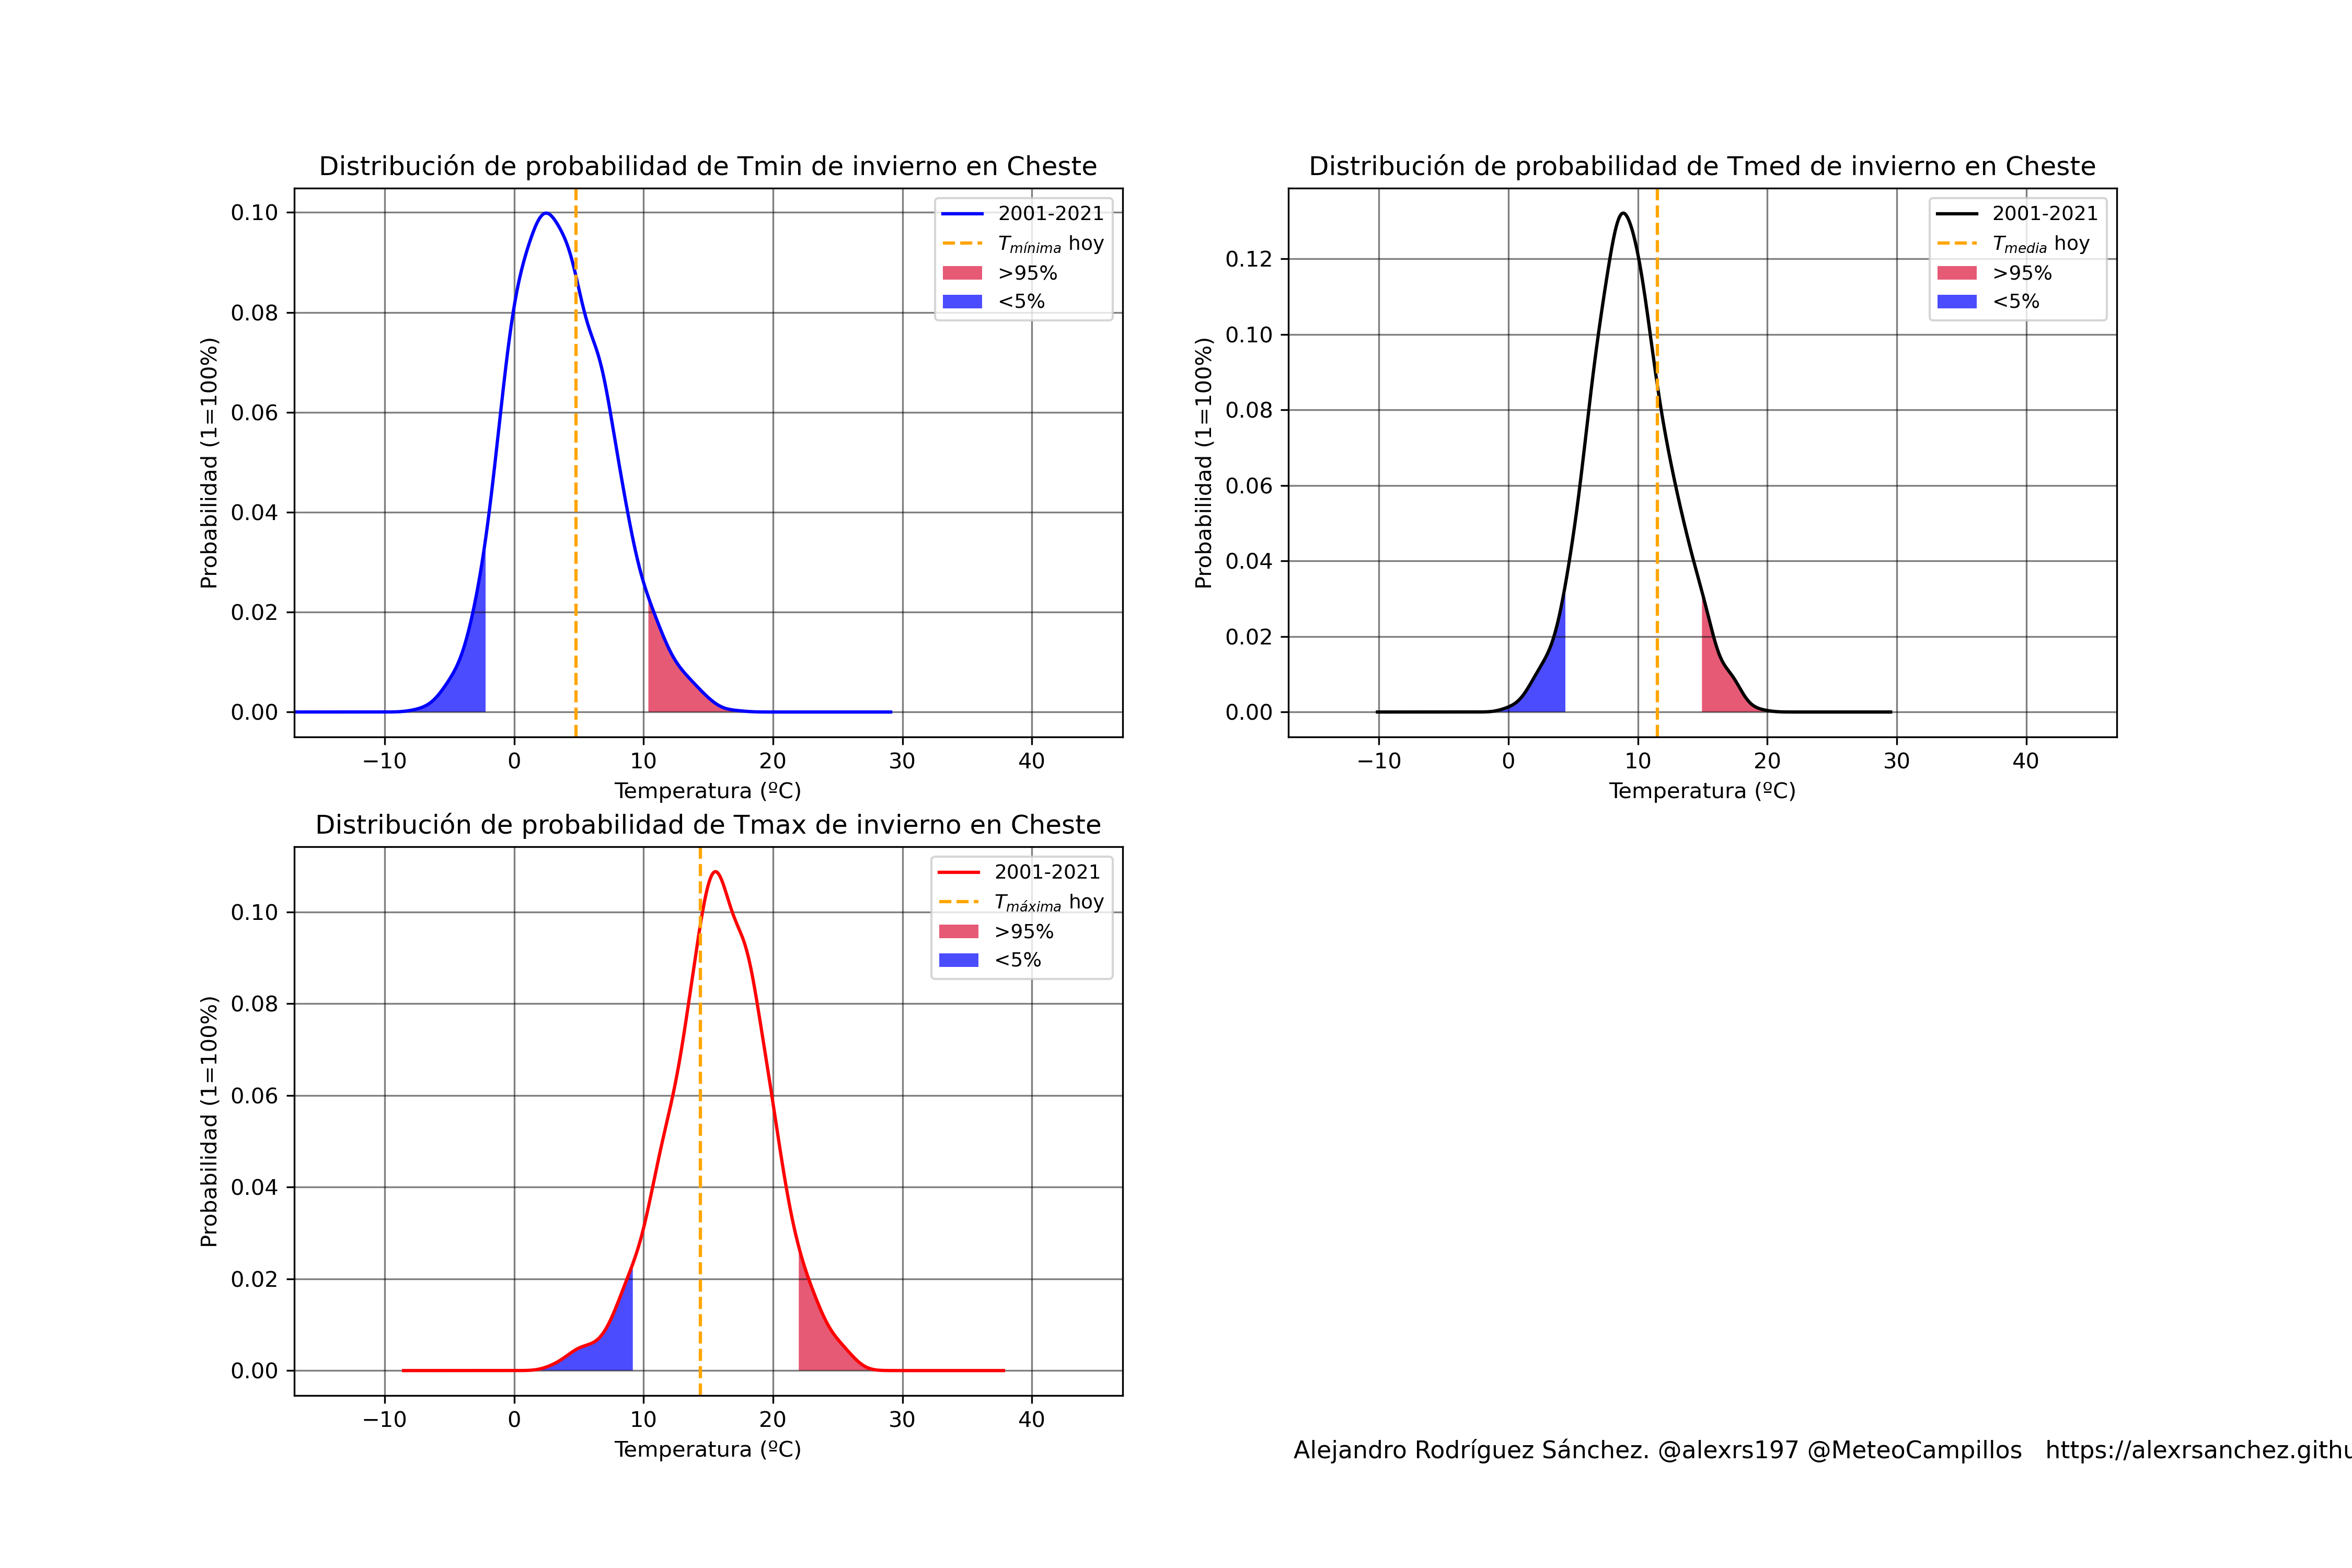 Distribución de probabilidad de Tmin de invierno en Cheste
0.10
0.08
0.06
0.04
0.02
0.00
Probabilidad (1=100%)
2001-2021
Tmínima hoy
>95%
<5%
−10 0 10 20 30 40
Temperatura (ºC)
Distribución de probabilidad de Tmed de invierno en Cheste
0.12
0.10
0.08
0.06
0.04
0.02
0.00
Probabilidad (1=100%)
2001-2021
Tmedia hoy
>95%
<5%
−10 0 10 20 30 40
Temperatura (ºC)
Distribución de probabilidad de Tmax de invierno en Cheste
0.10
0.08
0.06
0.04
0.02
0.00
Probabilidad (1=100%)
2001-2021
Tmáxima hoy
>95%
<5%
−10 0 10 20 30 40
Temperatura (ºC)
Alejandro Rodríguez Sánchez. @alexrs197 @MeteoCampillos https://alexrsanchez.githu